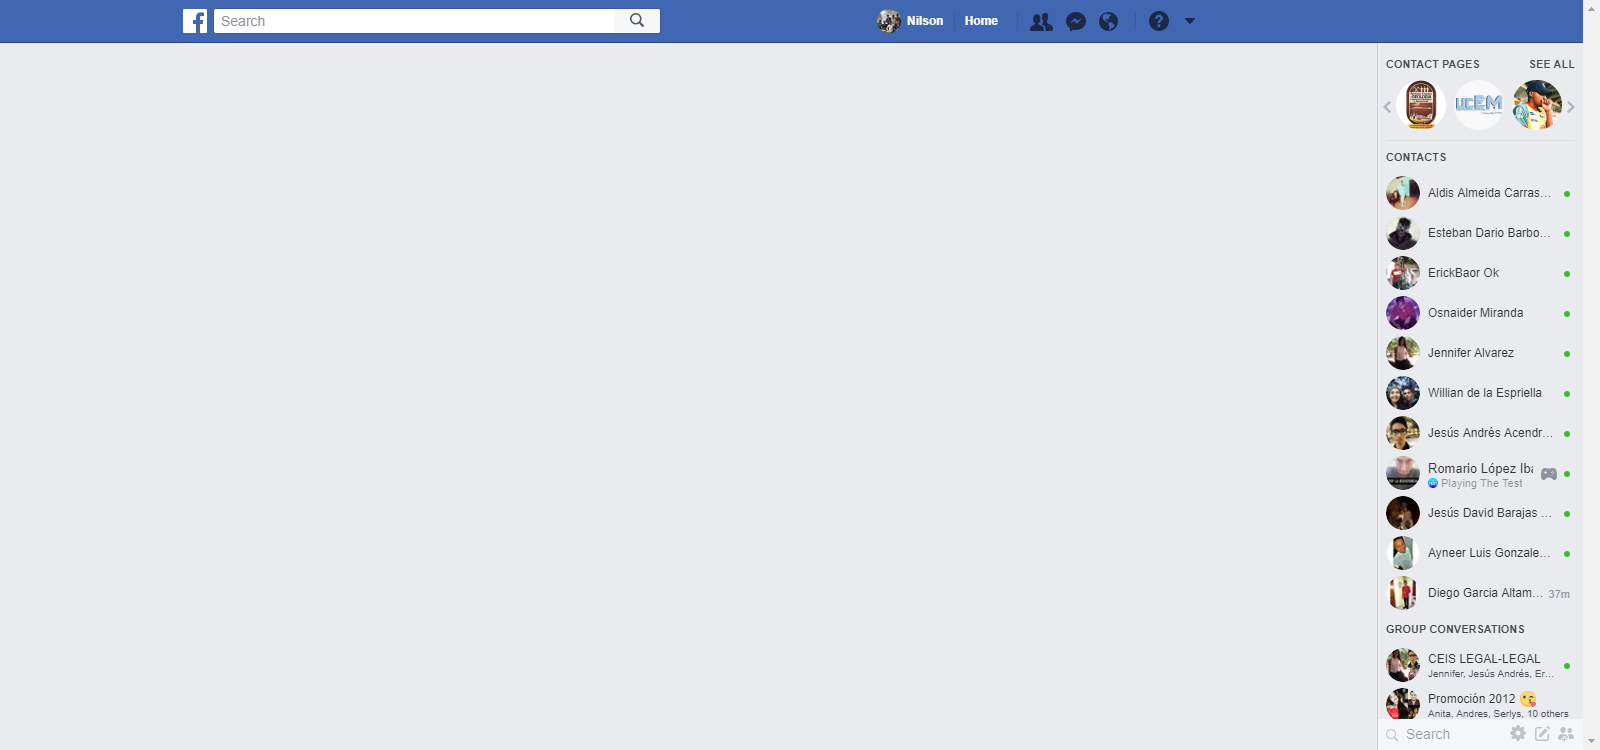 Search
Nilson
Home
CONTACT PAGES
SEE ALL
UCEM
CONTACTS
Aldis Almeida Carras...
Esteban Dario Barbo...
ErickBaor Ok
Osnaider Miranda
Jennifer Alvarez
Willian de la Espriella
Jesús Andrés Acendr...
Romario López Iba
Playing The Test
Jesús David Barajas ...
Ayneer Luis Gonzale...
Diego Garcia Altam...
37m
GROUP CONVERSATIONS
CEIS LEGAL-LEGAL
Jennifer, Jesús Andrés, Er...
Promoción 2012 😘
Anita, Andres, Serlys, 10 others
Search